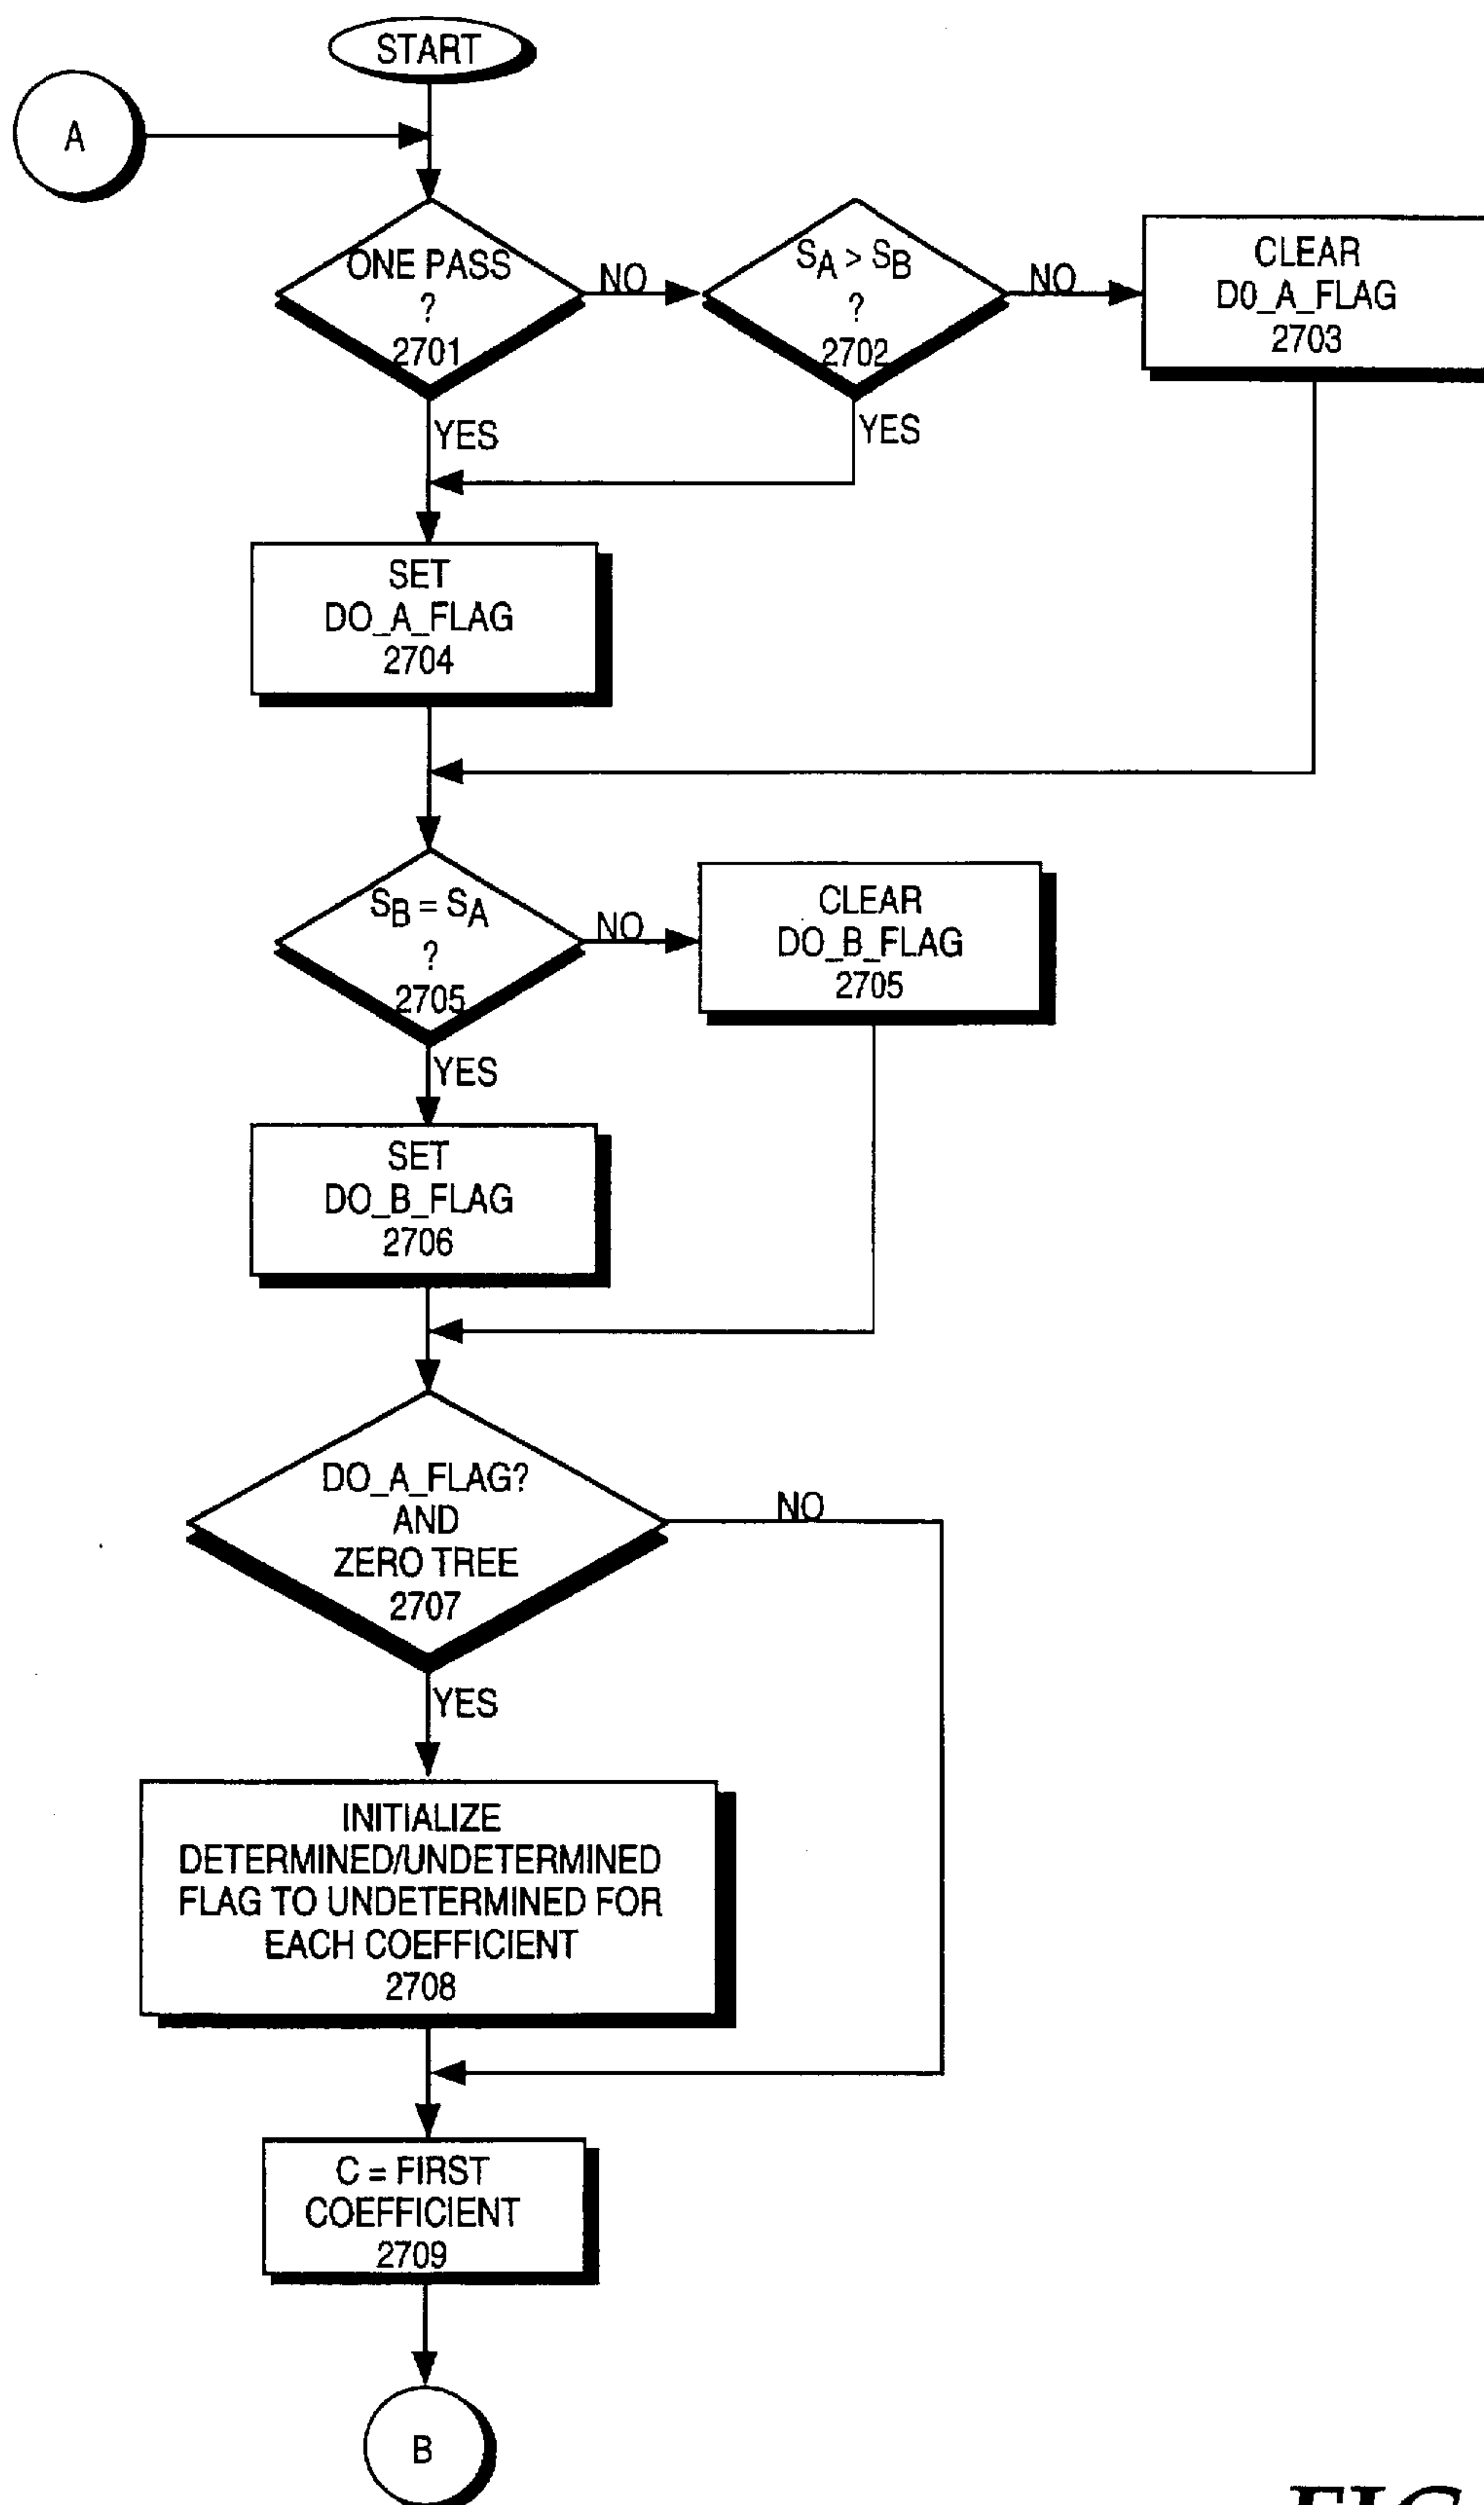 START
A
ONE PASS
?
2701
NO
YES
SA > SB
?
2702
NO
YES
CLEAR
D0_A_FLAG
2703
SET
DO_A_FLAG
2704
SB = SA
?
2705
NO
YES
CLEAR
DO_B_FLAG
2705
SET
DO_B_FLAG
2706
DO_A_FLAG?
AND
ZERO TREE
2707
NO
YES
INITIALIZE
DETERMINED/UNDETERMINED
FLAG TO UNDETERMINED FOR
EACH COEFFICIENT
2708
C = FIRST
COEFFICIENT
2709
B